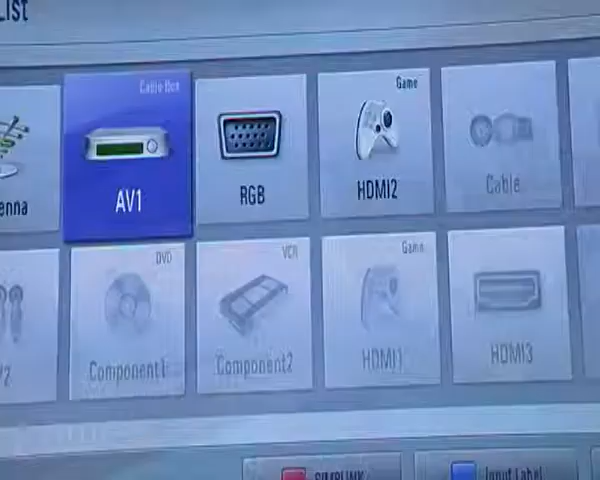 List
Cable Box
Game
enna
AV1
RGB
HDMI2
Cable
DVD
VCR
Game
Component1
Component2
HDMI1
HDMI3
SIMPLINK
Input Label